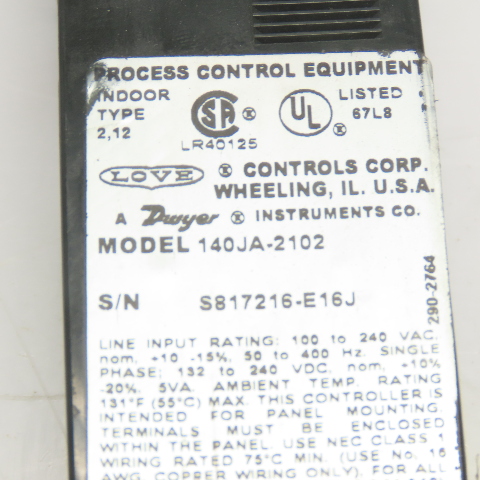 PROCESS CONTROL EQUIPMENT
INDOOR
TYPE
2,12
SA ®
LR40125
UL ®
LISTED
67L8
LOVE ® CONTROLS CORP.
WHEELING, IL. U.S.A.
A Dwyer ® INSTRUMENTS CO.
MODEL 140JA-2102
S/N S817216-E16J
290-2764
LINE INPUT RATING: 100 to 240 VAC,
nom. +10 -15%, 50 to 400 Hz. SINGLE
PHASE; 132 to 240 VDC, nom, +10%
-20%. 5VA. AMBIENT TEMP. RATING
131°F (55°C) MAX. THIS CONTROLLER IS
INTENDED FOR PANEL MOUNTING.
TERMINALS MUST BE ENCLOSED
WITHIN THE PANEL. USE NEC CLASS 1
WIRING RATED 75°C MIN. (USE No. 16
AWG, COPPER WIRING ONLY). FOR ALL